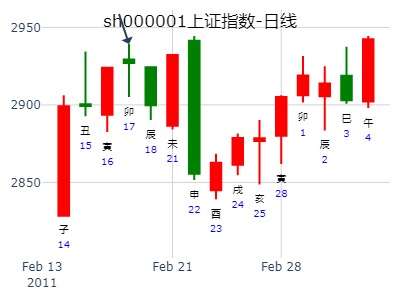 sh000001上证指数-日线
2950
2900
2850
子
14
丑
15
寅
16
卯
17
辰
18
未
21
申
22
酉
23
戌
24
亥
25
寅
28
卯
1
辰
2
巳
3
午
4
Feb 13
2011
Feb 21
Feb 28